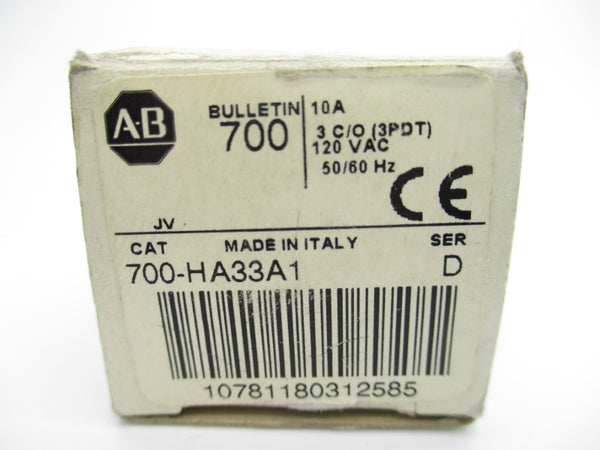 A-B
BULLETIN
700
10A
3 C/O (3PDT)
120 VAC
50/60 Hz
CE
JV
CAT MADE IN ITALY SER
700-HA33A1 D
10781180312585